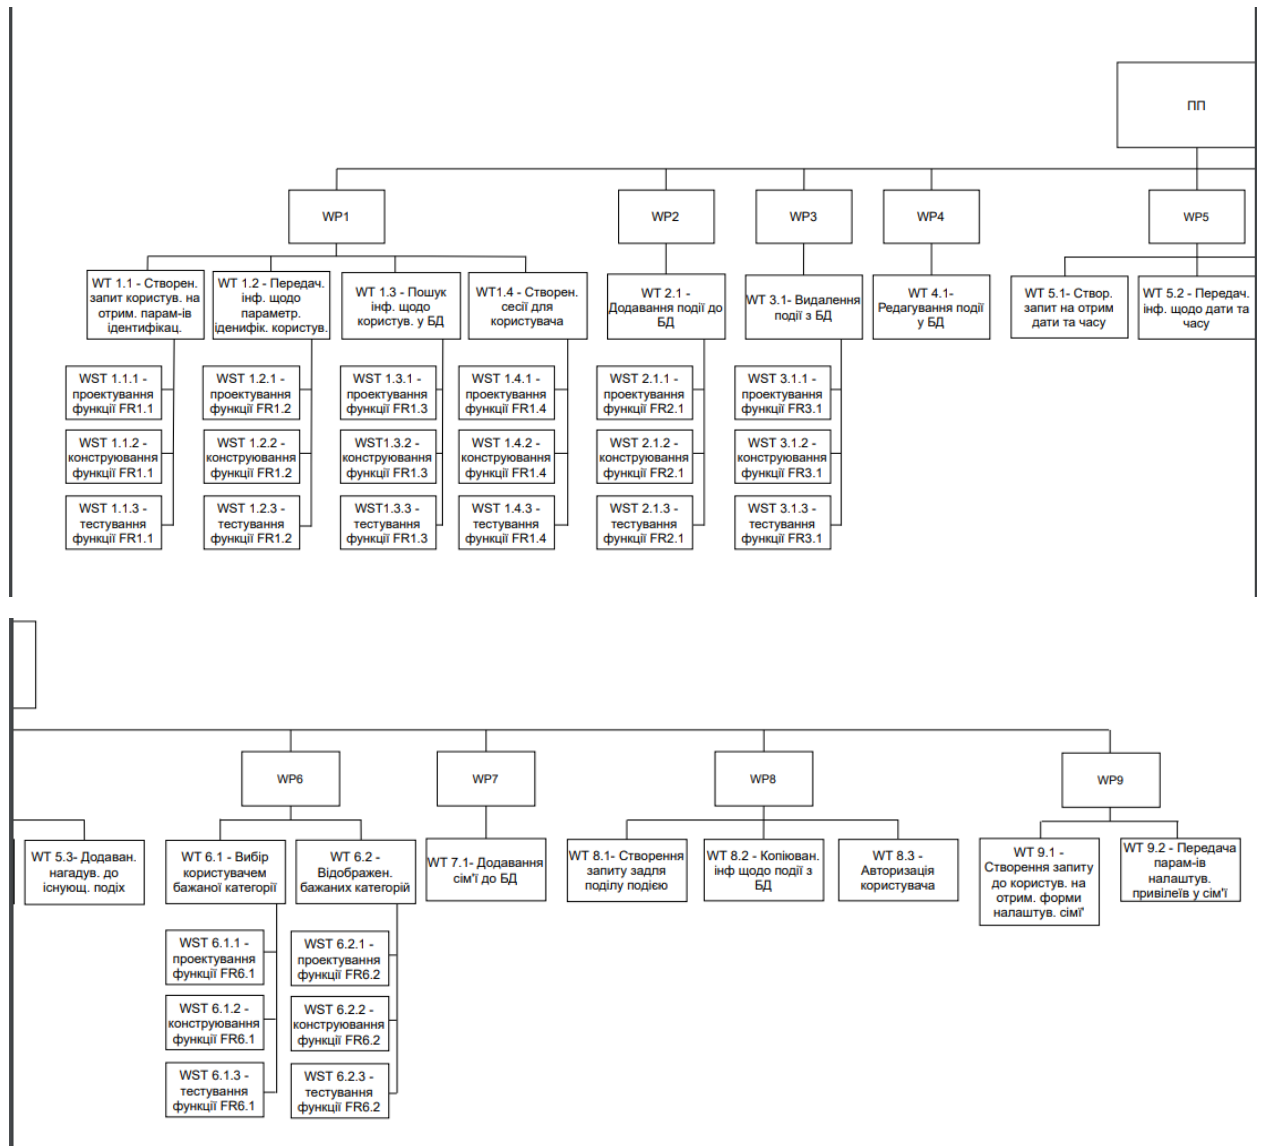 ПП
WP1
WP2
WP3
WP4
WP5
WT 1.1 - Створен.
запит користув. на
отрим. парам-ів
ідентифікац.
WT 1.2 - Передач.
інф. щодо
параметр.
іденифік. користув.
WT 1.3 - Пошук
інф. щодо
користув. у БД
WT1.4 - Створен.
сесії для
користувача
WT 2.1 -
Додавання події до
БД
WT 3.1- Видалення
події з БД
WT 4.1-
Редагування події
у БД
WT 5.1- Створ.
запит на отрим
дати та часу
WT 5.2 - Передач.
інф. щодо дати та
часу
WST 1.1.1 -
проектування
функції FR1.1
WST 1.2.1 -
проектування
функції FR1.2
WST 1.3.1 -
проектування
функції FR1.3
WST 1.4.1 -
проектування
функції FR1.4
WST 2.1.1 -
проектування
функції FR2.1
WST 3.1.1 -
проектування
функції FR3.1
WST 1.1.2 -
конструювання
функції FR1.1
WST 1.2.2 -
конструювання
функції FR1.2
WST1.3.2 -
конструювання
функції FR1.3
WST 1.4.2 -
конструювання
функції FR1.4
WST 2.1.2 -
конструювання
функції FR2.1
WST 3.1.2 -
конструювання
функції FR3.1
WST 1.1.3 -
тестування
функції FR1.1
WST 1.2.3 -
тестування
функції FR1.2
WST1.3.3 -
тестування
функції FR1.3
WST 1.4.3 -
тестування
функції FR1.4
WST 2.1.3 -
тестування
функції FR2.1
WST 3.1.3 -
тестування
функції FR3.1
WP6
WP7
WP8
WP9
WT 5.3- Додаван.
нагадув. до
існующ. подіх
WT 6.1 - Вибір
користувачем
бажаної категорії
WT 6.2 -
Відображен.
бажаних категорій
WT 7.1- Додавання
сім'ї до БД
WT 8.1- Створення
запиту задля
поділу подією
WT 8.2 - Копіюван.
інф щодо події з
БД
WT 8.3 -
Авторизація
користувача
WT 9.1 -
Створення запиту
до користув. на
отрим. форми
налаштув. сімї'
WT 9.2 - Передача
парам-ів
налаштув.
привілеїв у сім'ї
WST 6.1.1 -
проектування
функції FR6.1
WST 6.2.1 -
проектування
функції FR6.2
WST 6.1.2 -
конструювання
функції FR6.1
WST 6.2.2 -
конструювання
функції FR6.2
WST 6.1.3 -
тестування
функції FR6.1
WST 6.2.3 -
тестування
функції FR6.2